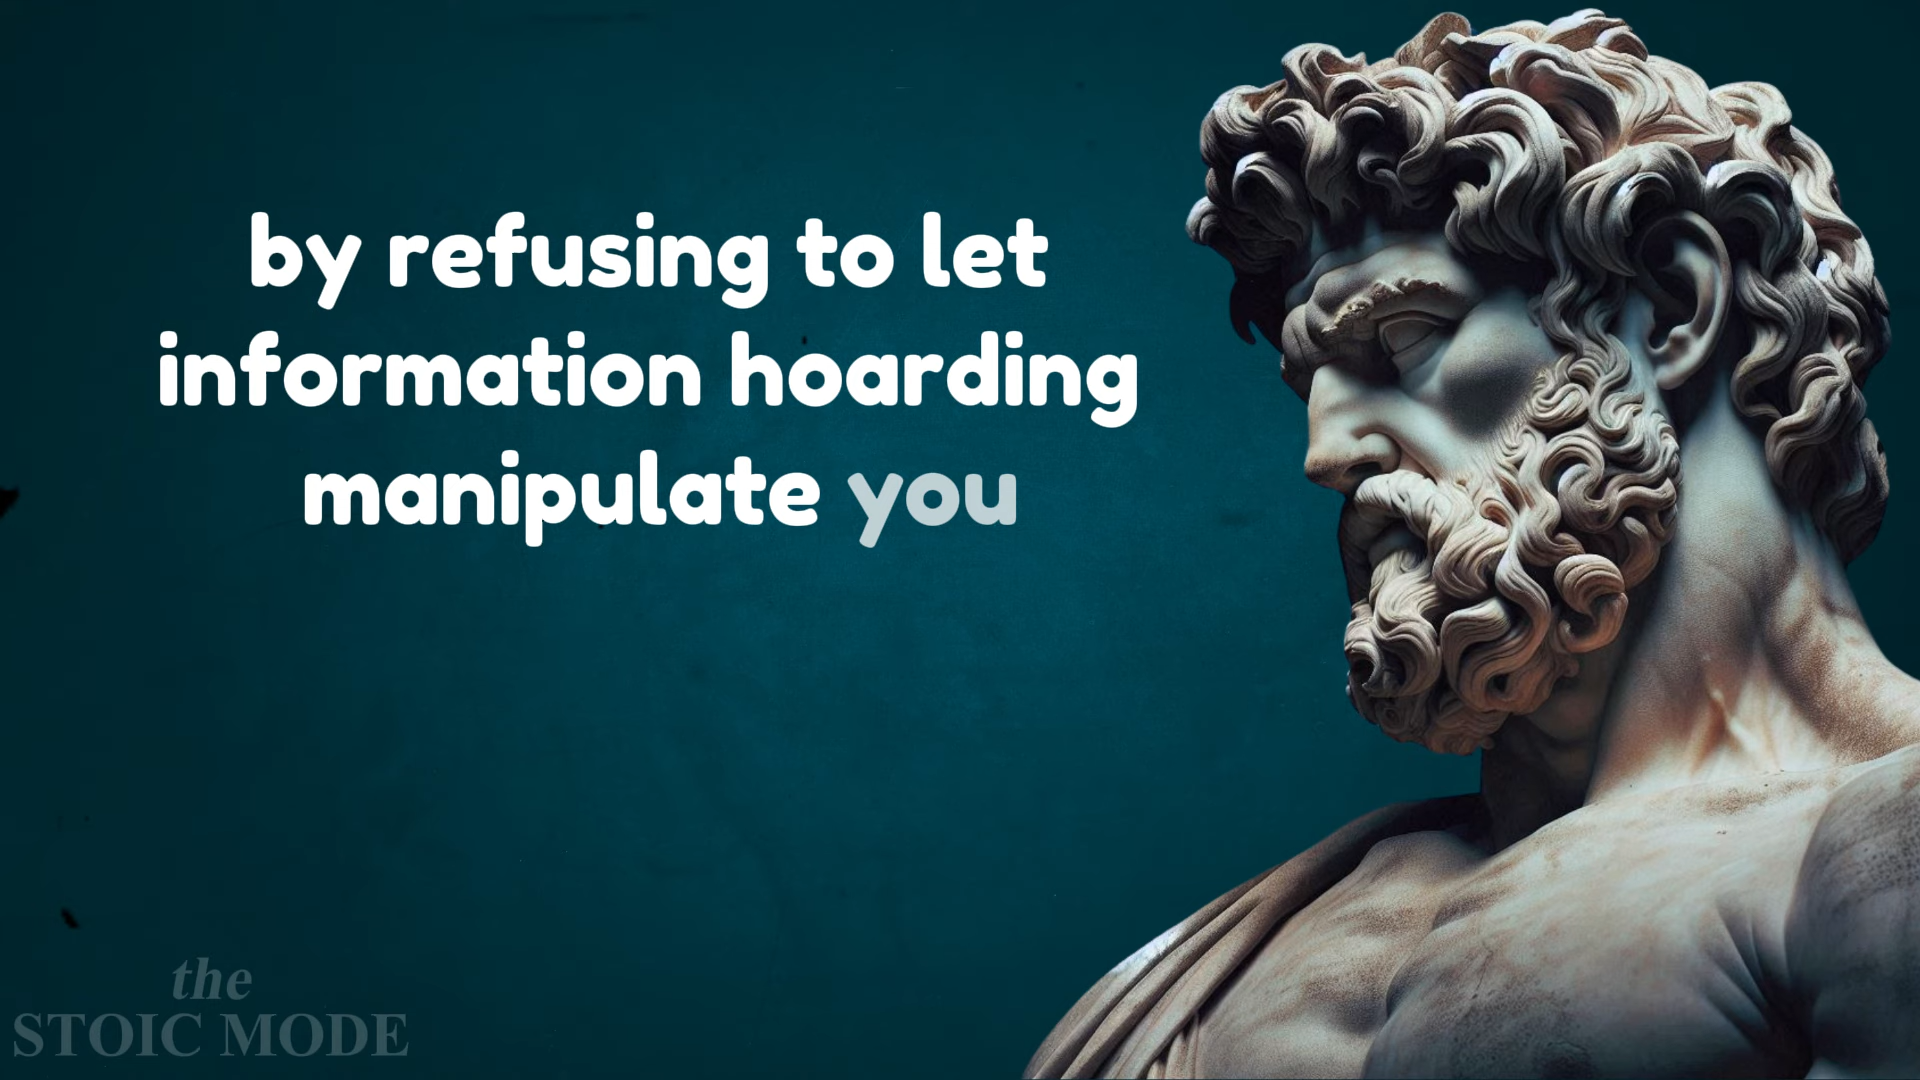 by refusing to let
information hoarding
manipulate you
the
STOIC MODE